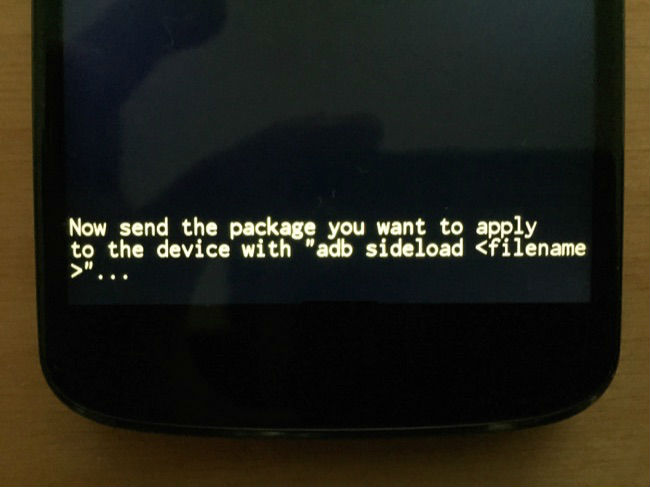 Now send the package you want to apply
to the device with "adb sideload <filename
>"...